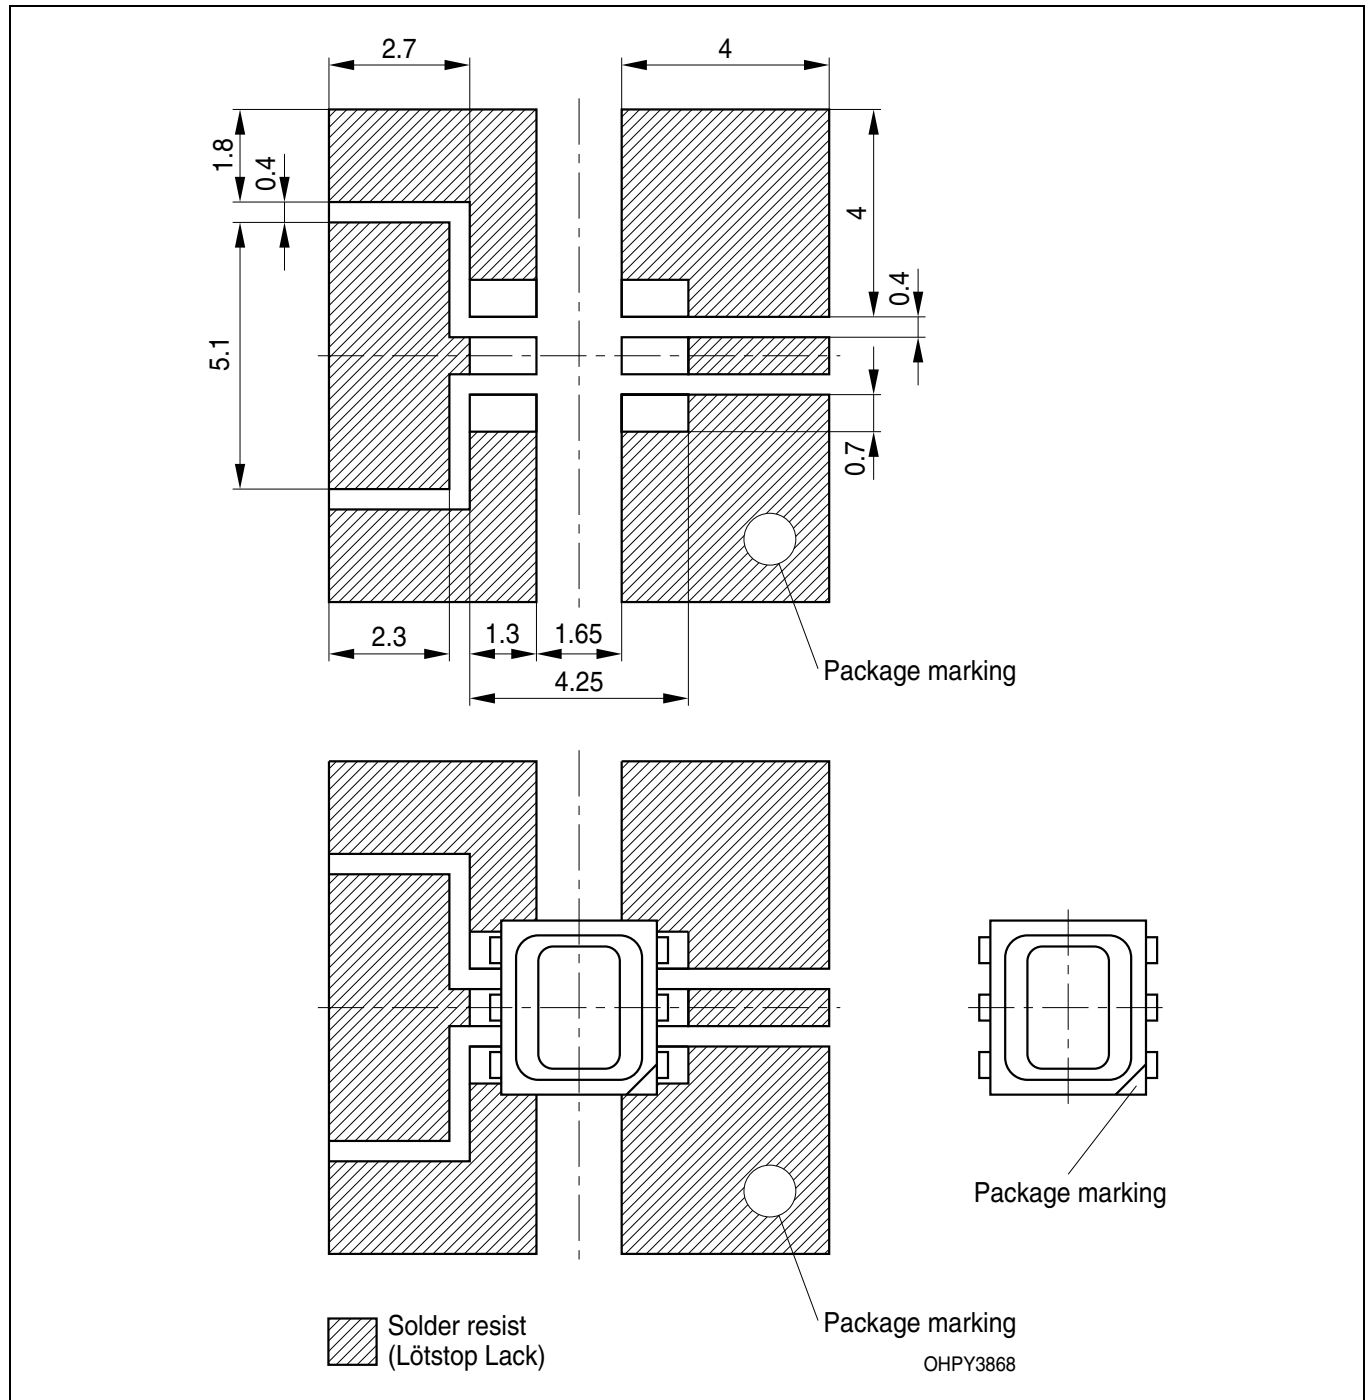 2.7
4
1.8
0.4
4
0.4
5.1
0.7
2.3
1.3
1.65
4.25
Package marking
Package marking
Package marking
Solder resist
(Lötstop Lack)
OHPY3868